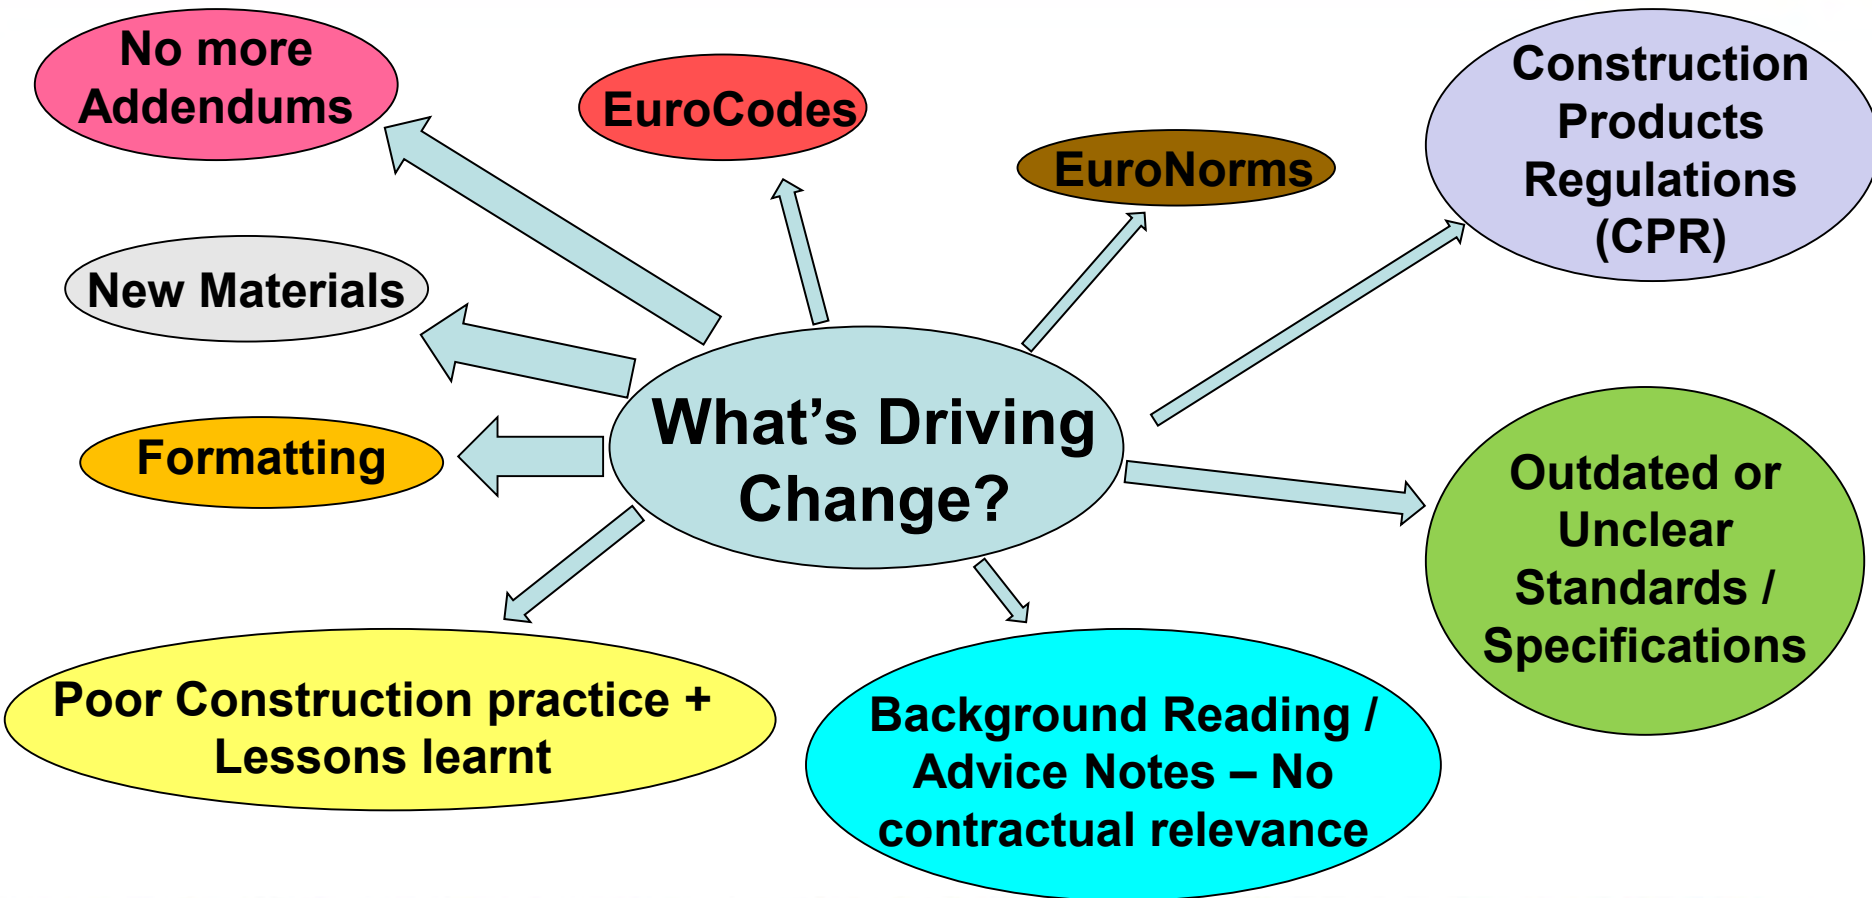 No more
Addendums
EuroCodes
EuroNorms
Construction
Products
Regulations
(CPR)
New Materials
Formatting
What’s Driving
Change?
Outdated or
Unclear
Standards /
Specifications
Poor Construction practice +
Lessons learnt
Background Reading /
Advice Notes – No
contractual relevance